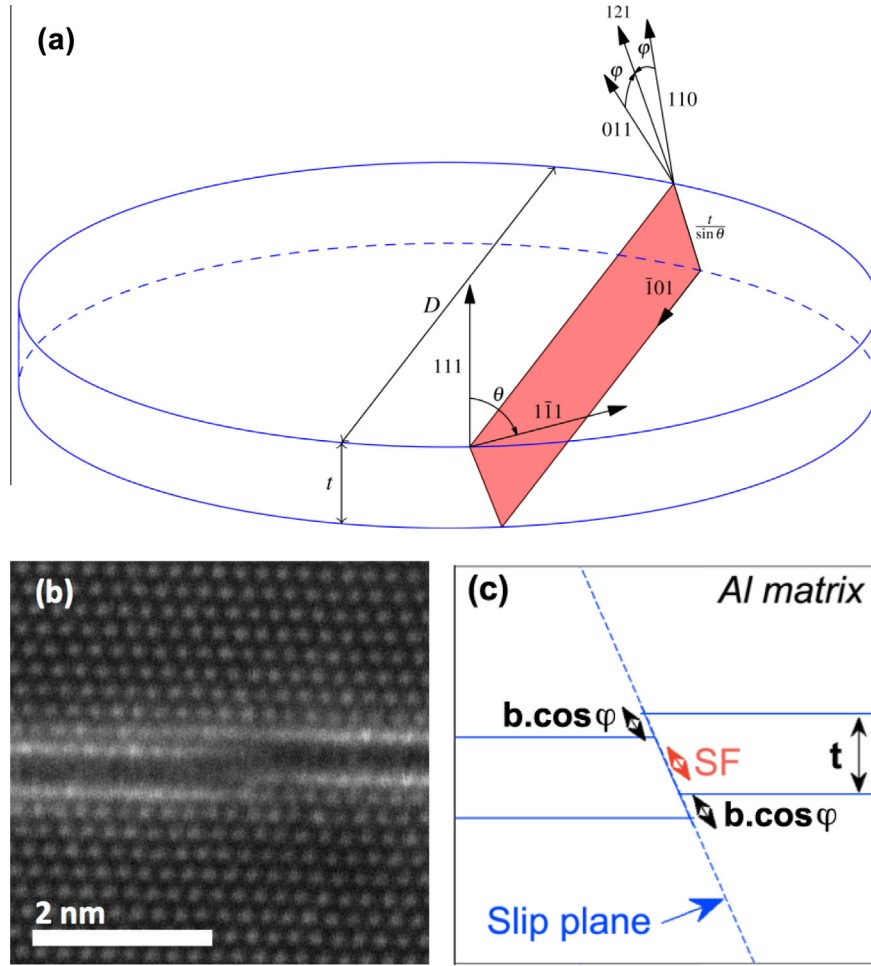 (a)
121
φ
φ
110
011
t
sin θ
1̄01
D
111
θ
11̄1
t
(b)
2 nm
(c)
Al matrix
b.cosφ
SF
t
b.cosφ
Slip plane